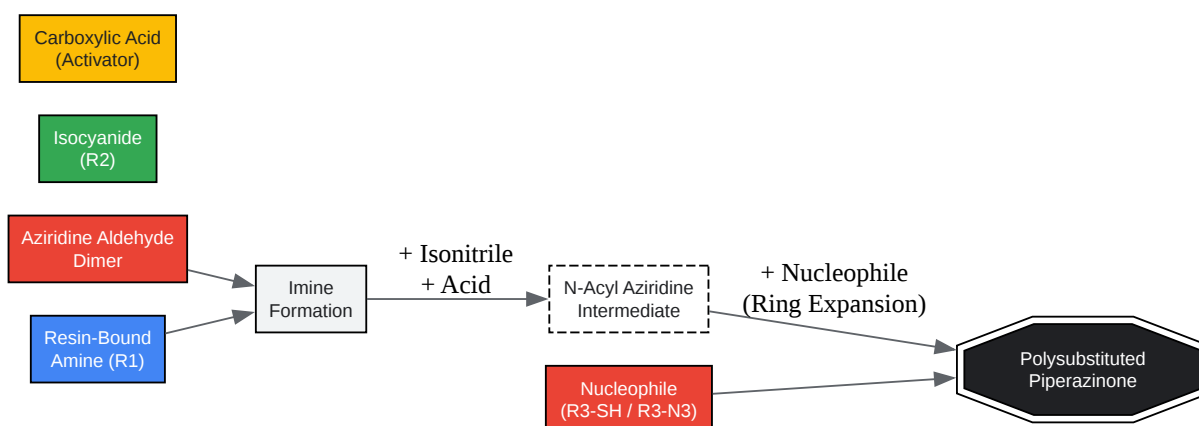 Carboxylic Acid
(Activator)
Isocyanide
(R2)
Aziridine Aldehyde
Dimer
Resin-Bound
Amine (R1)
Imine
Formation
+ Isonitrile
+ Acid
N-Acyl Aziridine
Intermediate
+ Nucleophile
(Ring Expansion)
Nucleophile
(R3-SH / R3-N3)
Polysubstituted
Piperazinone